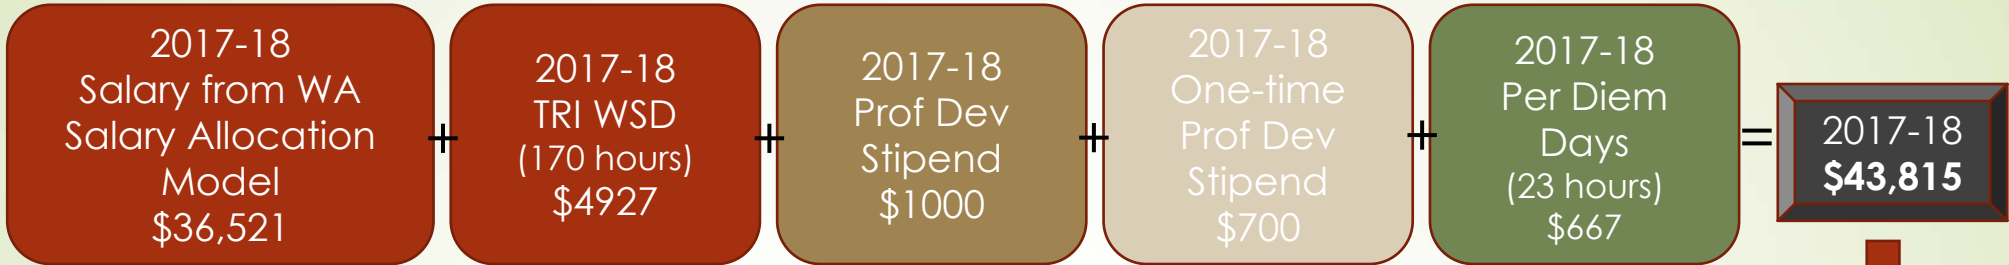 2017-18
Salary from WA
Salary Allocation
Model
$36,521
+
2017-18
TRI WSD
(170 hours)
$4927
+
2017-18
Prof Dev
Stipend
$1000
+
2017-18
One-time
Prof Dev
Stipend
$700
+
2017-18
Per Diem
Days
(23 hours)
$667
=
2017-18
$43,815